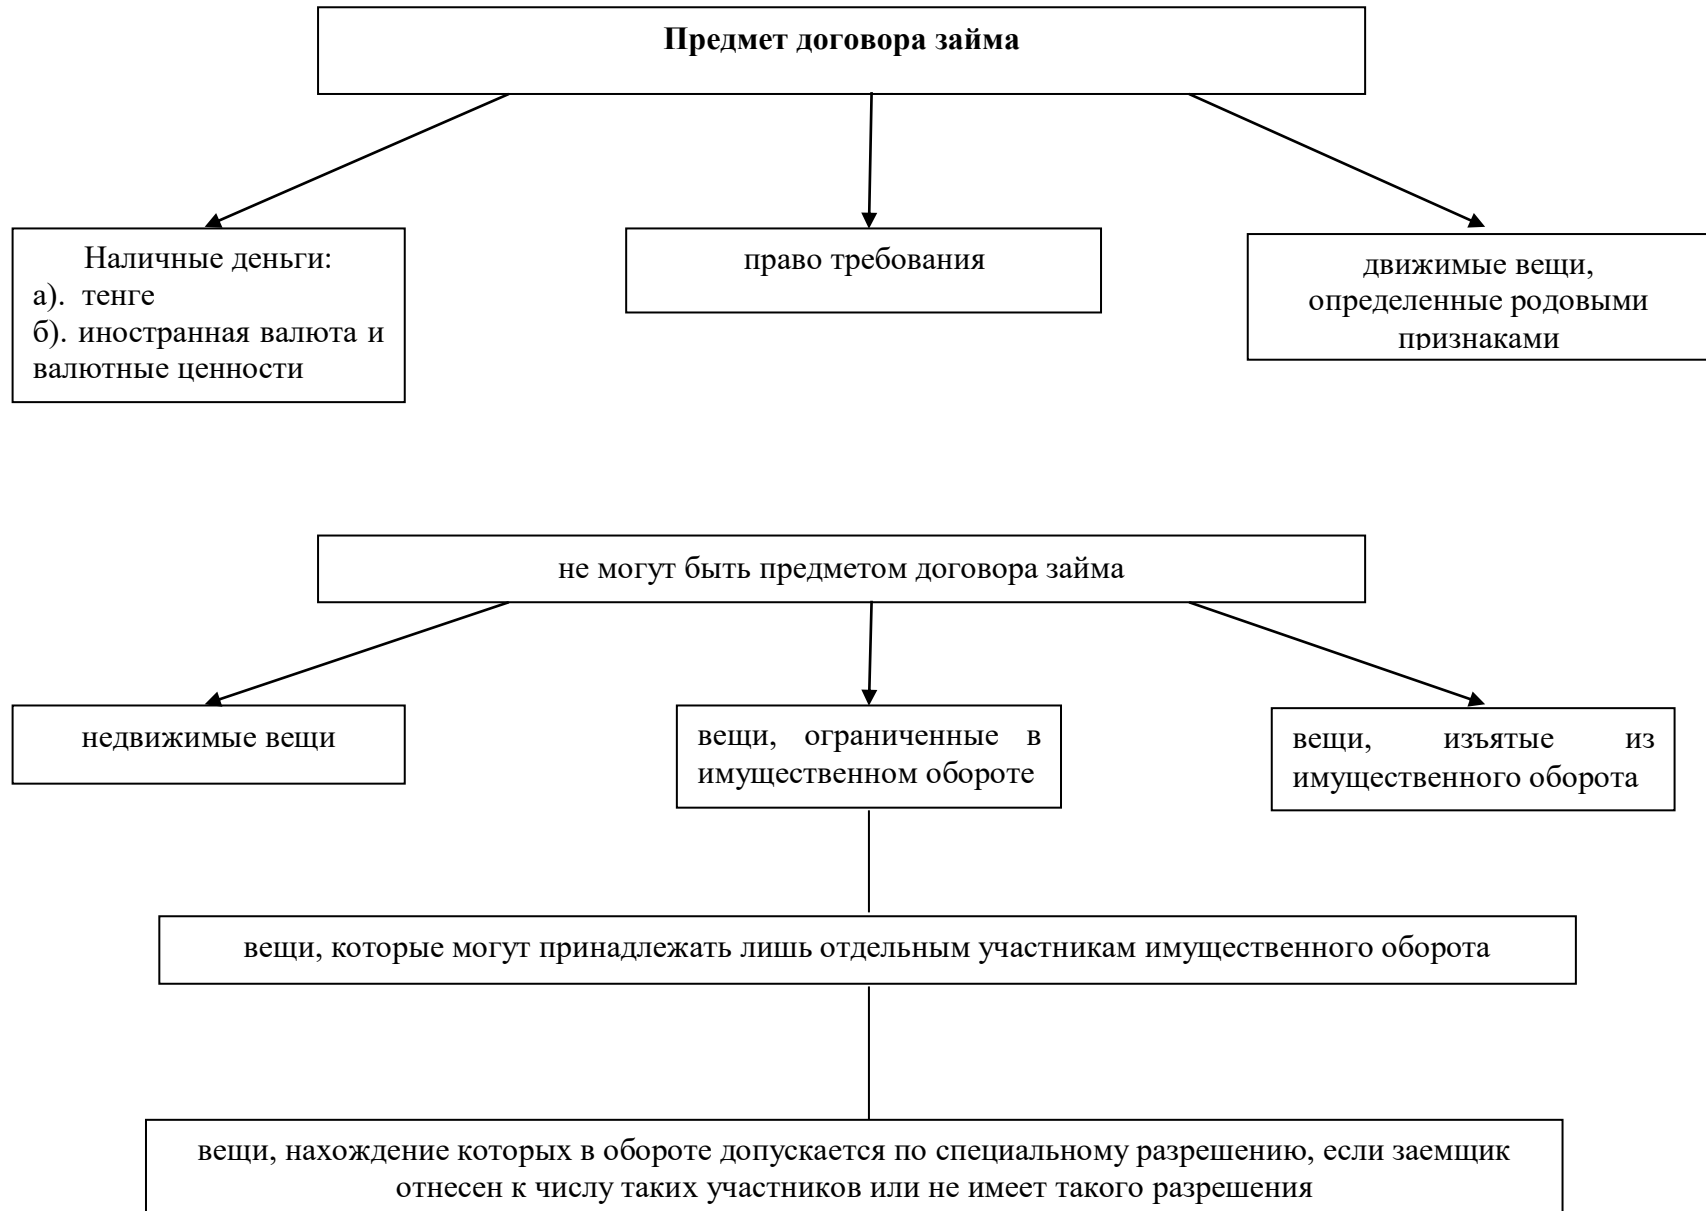 Предмет договора займа
Наличные деньги:
а). тенге
б). иностранная валюта и
валютные ценности
право требования
движимые вещи,
определенные родовыми
признаками
не могут быть предметом договора займа
недвижимые вещи
вещи, ограниченные в
имущественном обороте
вещи, изъятые из
имущественного оборота
вещи, которые могут принадлежать лишь отдельным участникам имущественного оборота
вещи, нахождение которых в обороте допускается по специальному разрешению, если заемщик
отнесен к числу таких участников или не имеет такого разрешения